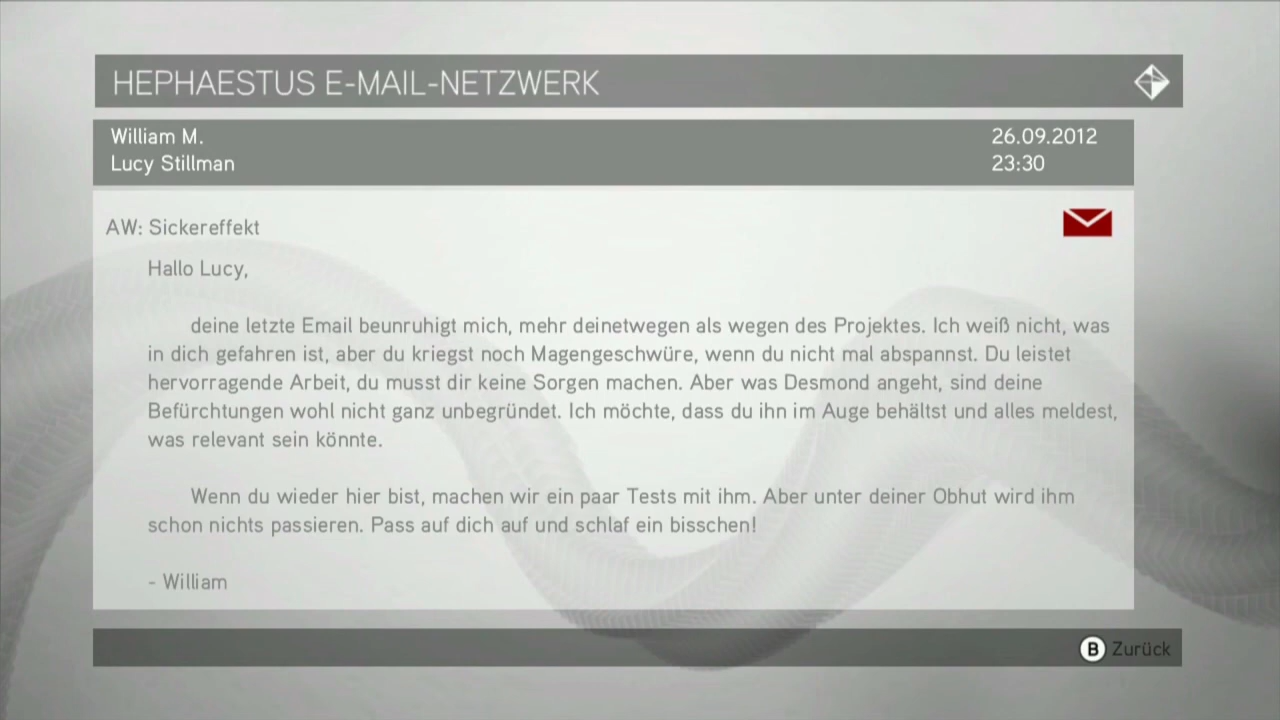 HEPHAESTUS E-MAIL-NETZWERK
William M.
26.09.2012
Lucy Stillman
23:30
AW: Sickereffekt
Hallo Lucy,
deine letzte Email beunruhigt mich, mehr deinetwegen als wegen des Projektes. Ich weiß nicht, was
in dich gefahren ist, aber du kriegst noch Magengeschwüre, wenn du nicht mal abspannst. Du leistet
hervorragende Arbeit, du musst dir keine Sorgen machen. Aber was Desmond angeht, sind deine
Befürchtungen wohl nicht ganz unbegründet. Ich möchte, dass du ihn im Auge behältst und alles meldest,
was relevant sein könnte.
Wenn du wieder hier bist, machen wir ein paar Tests mit ihm. Aber unter deiner Obhut wird ihm
schon nichts passieren. Pass auf dich auf und schlaf ein bisschen!
- William
B Zurück